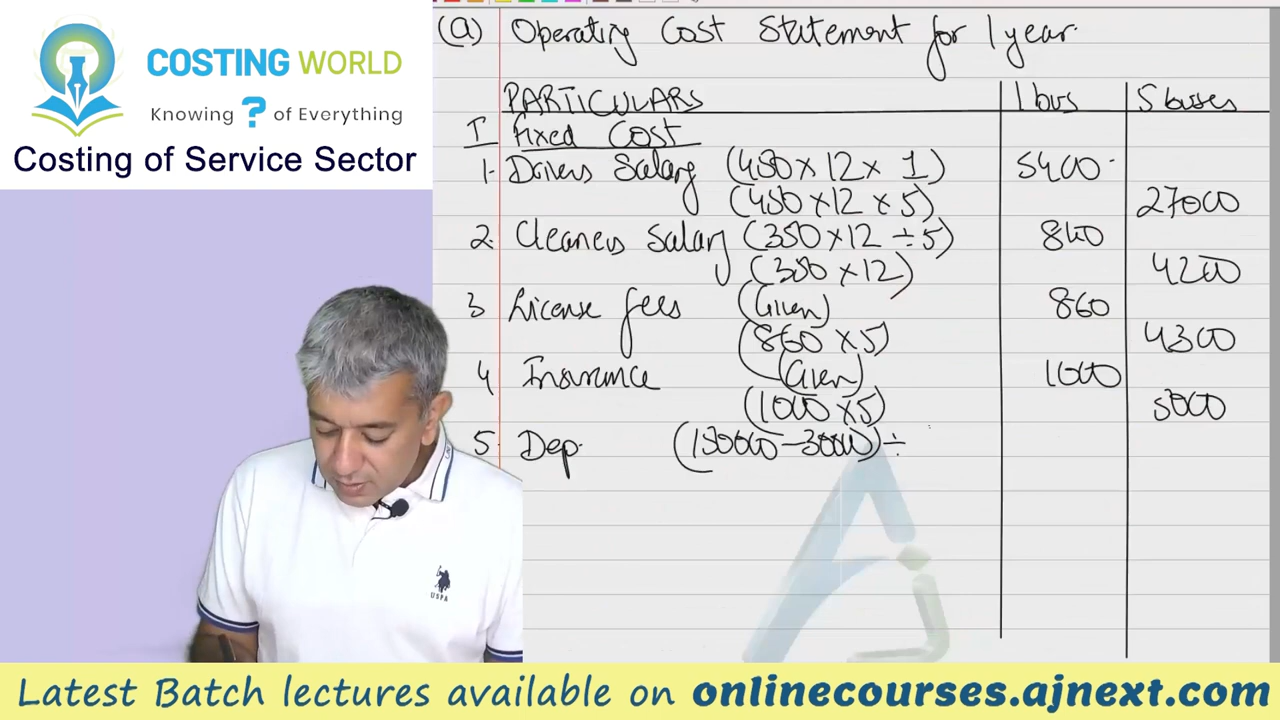 COSTING WORLD
Knowing ? of Everything
Costing of Service Sector
(a) Operating Cost Statement for 1 year.
PARTICULARS 1 bus 5 buses
I Fixed Cost
1. Drivers Salary (450 × 12 × 1) 5400
(450 × 12 × 5) 27000
2. Cleaners Salary (350 × 12 ÷ 5) 840
(350 × 12) 4200
3 License fees (Given) 860
(860 × 5) 4300
4 Insurance (Given) 1000
(1000 × 5) 5000
5. Dep. (150000 - 30000) ÷
USPA
Latest Batch lectures available on onlinecourses.ajnext.com